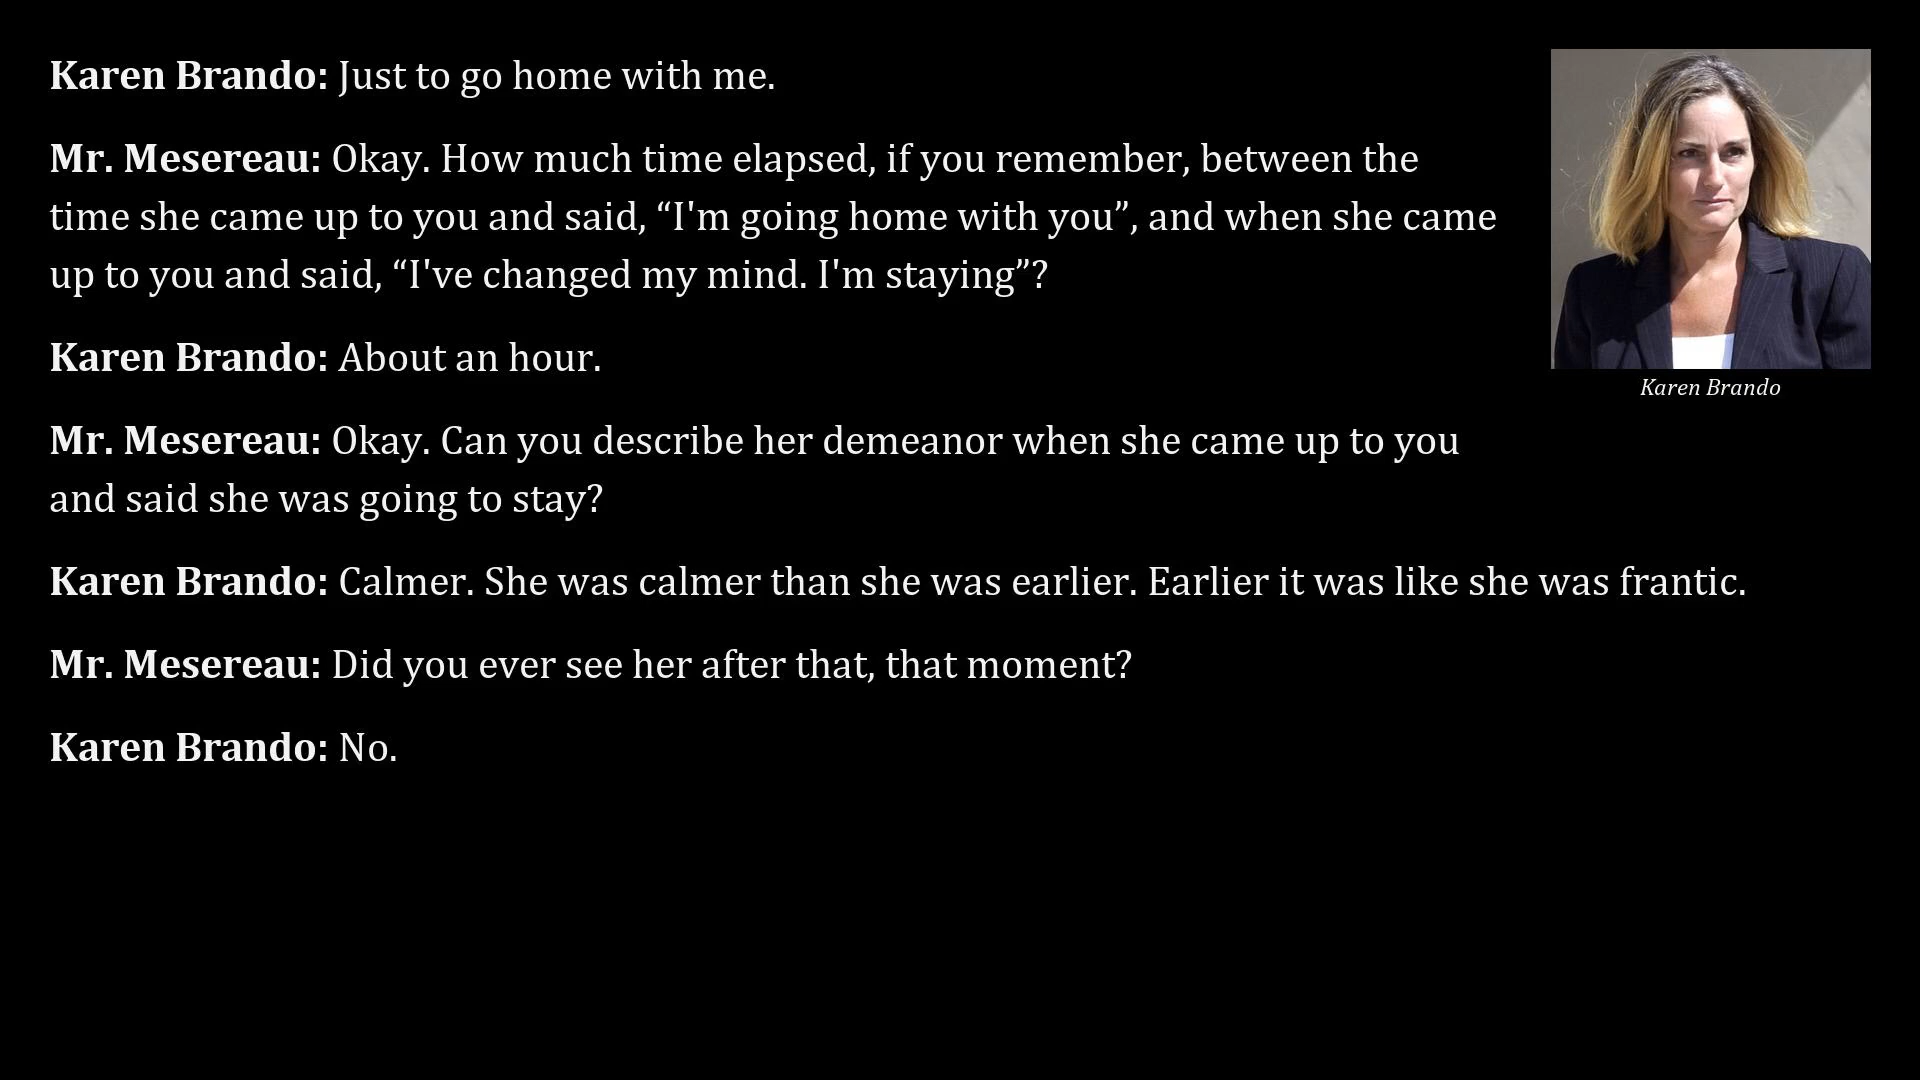 Karen Brando: Just to go home with me.
Mr. Mesereau: Okay. How much time elapsed, if you remember, between the
time she came up to you and said, “I'm going home with you”, and when she came
up to you and said, “I've changed my mind. I'm staying”?
Karen Brando: About an hour.
Karen Brando
Mr. Mesereau: Okay. Can you describe her demeanor when she came up to you
and said she was going to stay?
Karen Brando: Calmer. She was calmer than she was earlier. Earlier it was like she was frantic.
Mr. Mesereau: Did you ever see her after that, that moment?
Karen Brando: No.